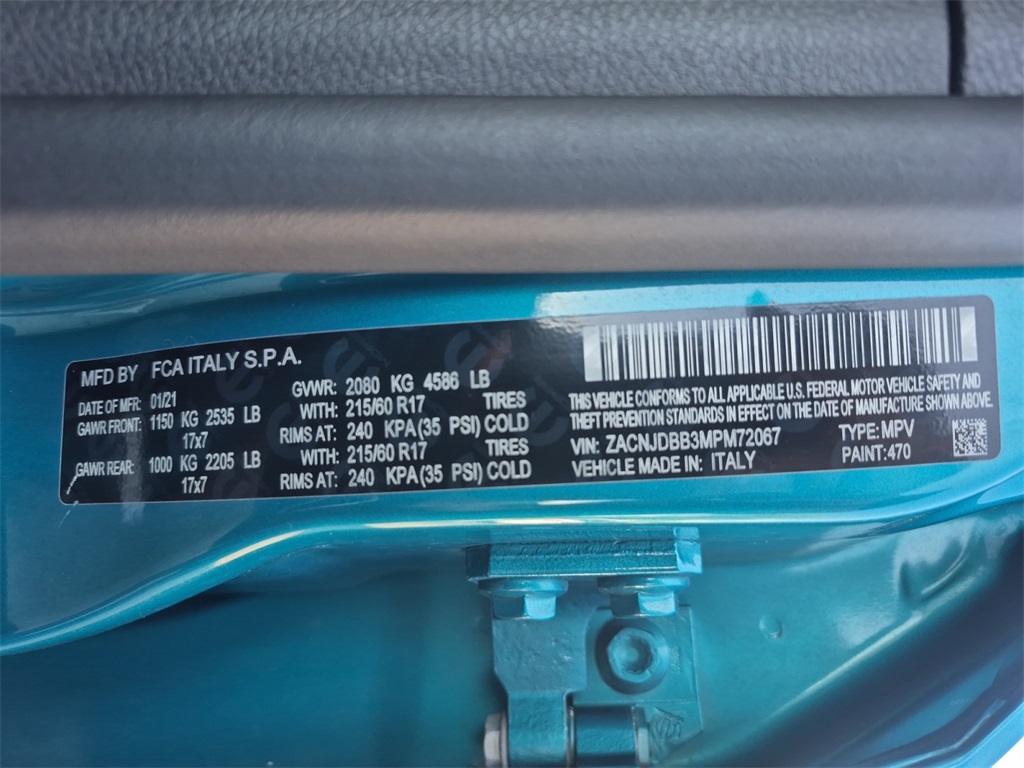 MFD BY FCA ITALY S.P.A.
DATE OF MFR: 01/21 GVWR: 2080 KG 4586 LB
GAWR FRONT: 1150 KG 2535 LB WITH: 215/60 R17 TIRES
17x7 RIMS AT: 240 KPA (35 PSI) COLD
GAWR REAR: 1000 KG 2205 LB WITH: 215/60 R17 TIRES
17x7 RIMS AT: 240 KPA (35 PSI) COLD
THIS VEHICLE CONFORMS TO ALL APPLICABLE U.S. FEDERAL MOTOR VEHICLE SAFETY AND
THEFT PREVENTION STANDARDS IN EFFECT ON THE DATE OF MANUFACTURE SHOWN ABOVE.
VIN: ZACNJDBB3MPM72067 TYPE: MPV
VEHICLE MADE IN: ITALY PAINT: 470